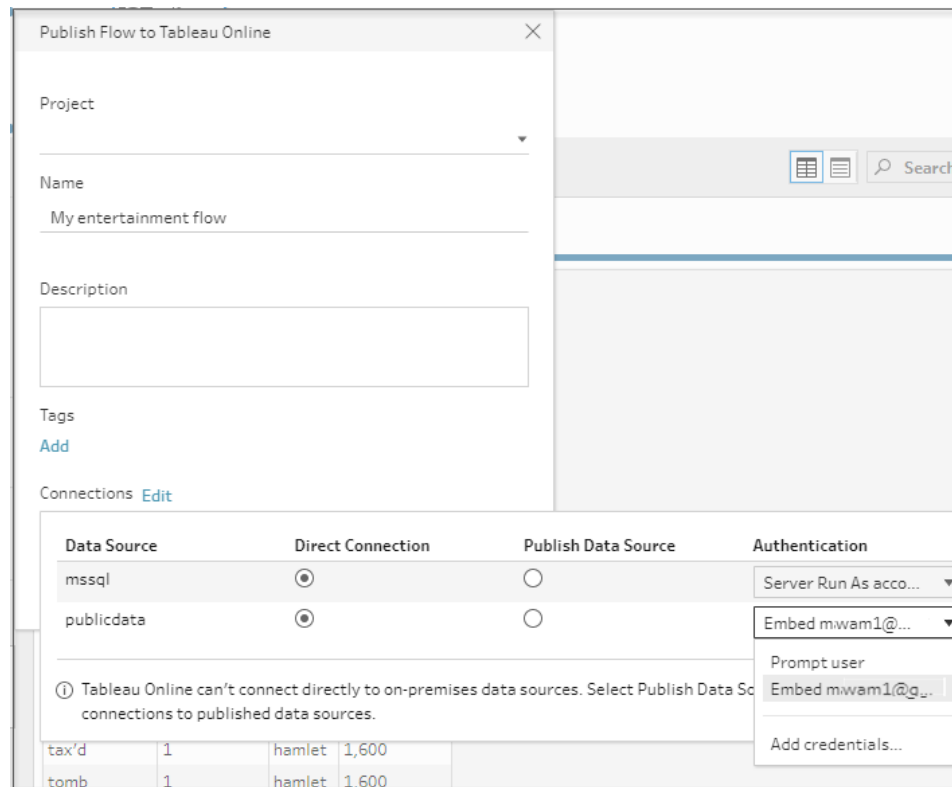 Publish Flow to Tableau Online
Project
Search
Name
My entertainment flow
Description
Tags
Add
Connections Edit
Data Source Direct Connection Publish Data Source Authentication
mssql Server Run As acco...
publicdata Embed m.wam1@...
Prompt user
Embed m.wam1@g...
Add credentials...
Tableau Online can't connect directly to on-premises data sources. Select Publish Data
connections to published data sources.
tax'd 1 hamlet 1,600
tomb 1 hamlet 1,600